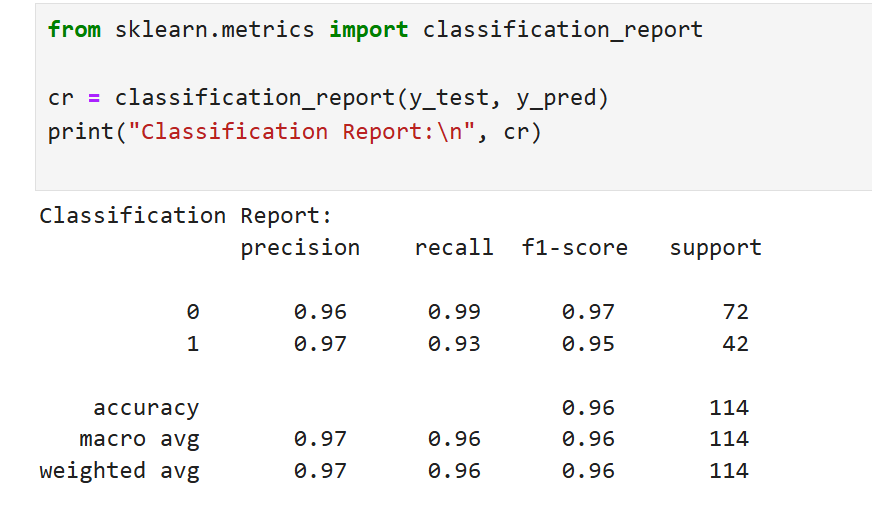 from sklearn.metrics import classification_report
cr = classification_report(y_test, y_pred)
print("Classification Report:\n", cr)
Classification Report:
precision recall f1-score support
0 0.96 0.99 0.97 72
1 0.97 0.93 0.95 42
accuracy 0.96 114
macro avg 0.97 0.96 0.96 114
weighted avg 0.97 0.96 0.96 114